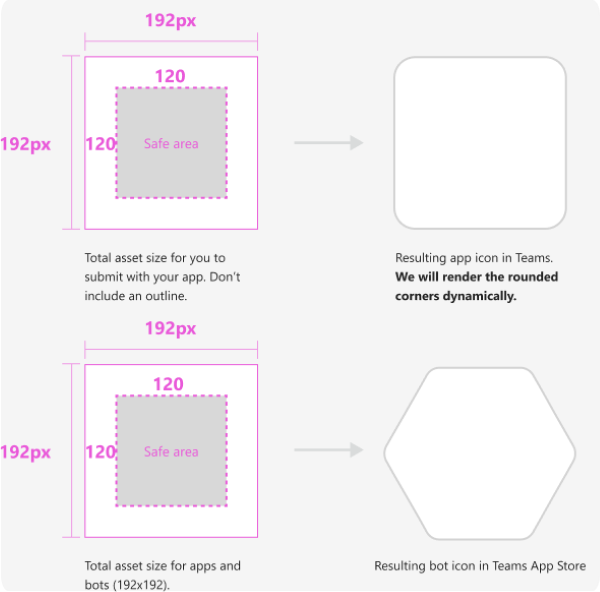 192px
120
192px
120
Safe area
Total asset size for you to
submit with your app. Don't
include an outline.
Resulting app icon in Teams.
We will render the rounded
corners dynamically.
192px
120
192px
120
Safe area
Total asset size for apps and
bots (192x192).
Resulting bot icon in Teams App Store